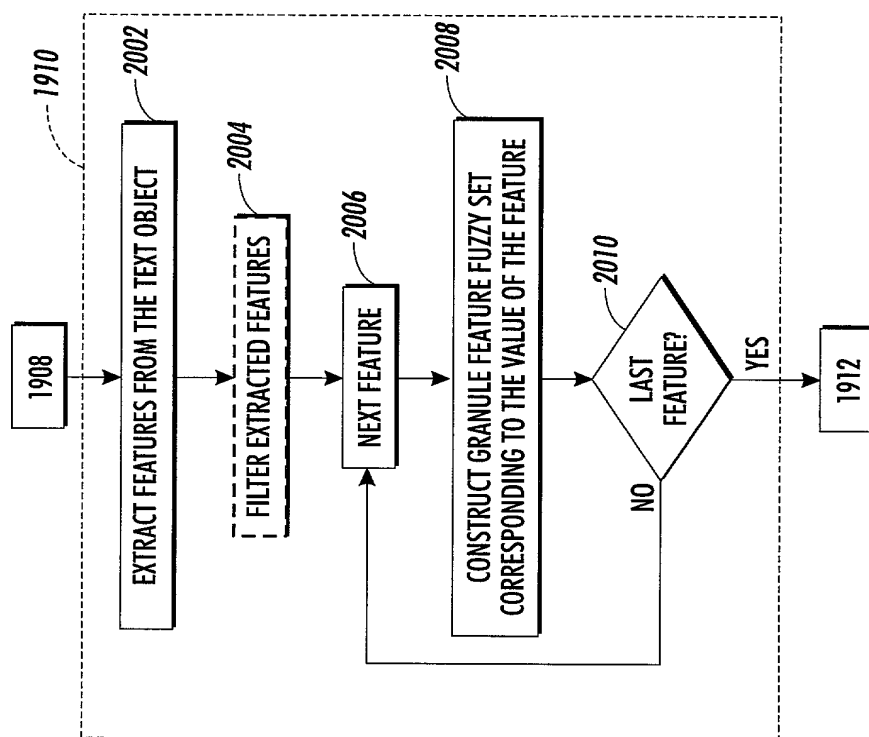 1908
1910
EXTRACT FEATURES FROM THE TEXT OBJECT
2002
FILTER EXTRACTED FEATURES
2004
NEXT FEATURE
2006
CONSTRUCT GRANULE FEATURE FUZZY SET
CORRESPONDING TO THE VALUE OF THE FEATURE
2008
LAST
FEATURE?
2010
NO
YES
1912